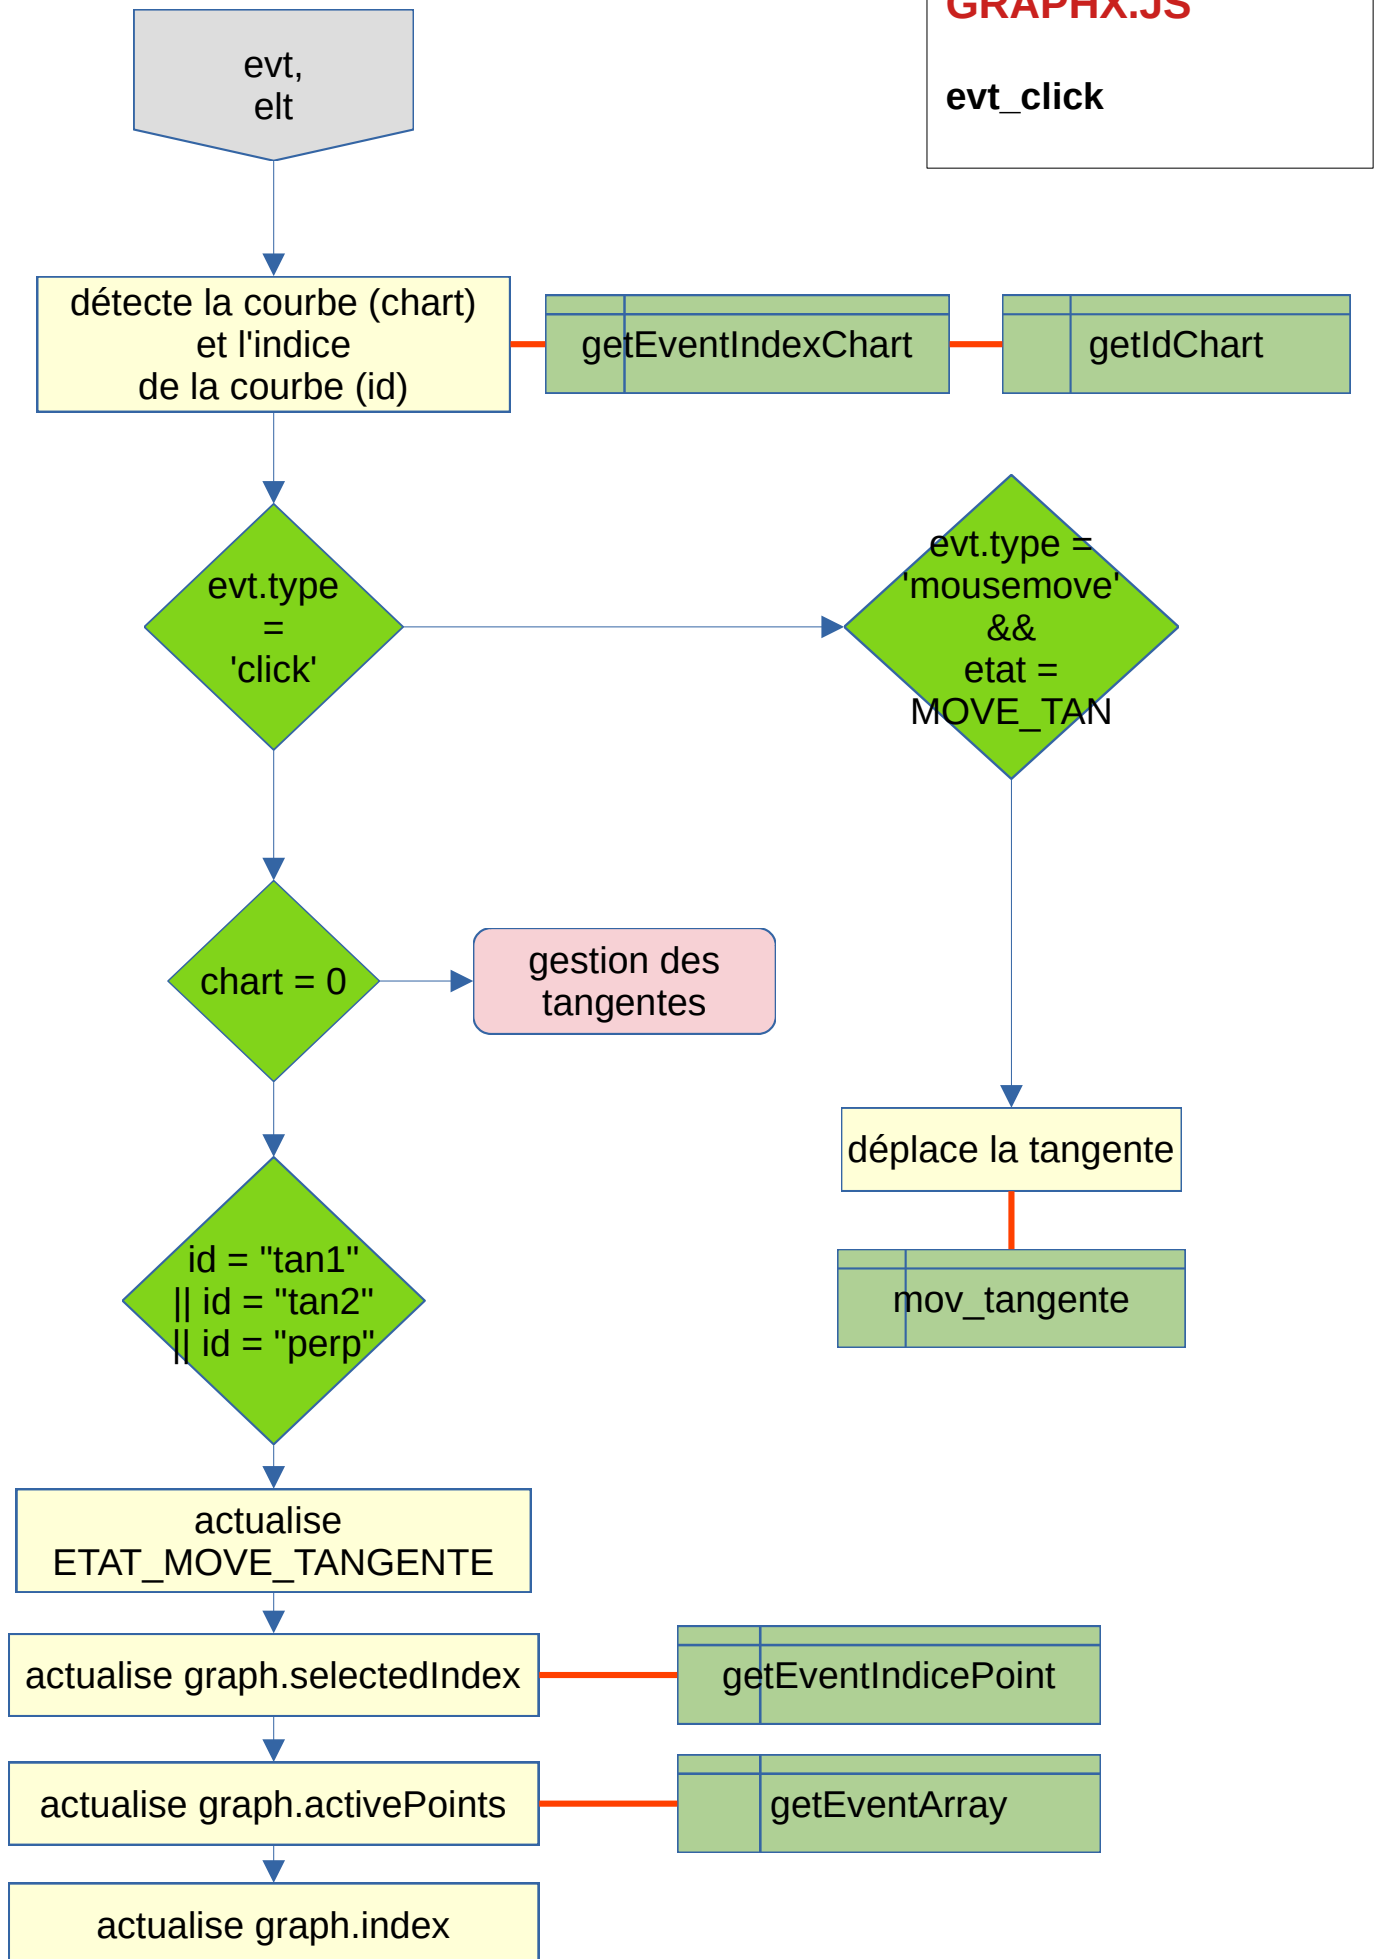 GRAPHX.JS
evt_click
evt,
elt
détecte la courbe (chart)
et l'indice
de la courbe (id)
getEventIndexChart
getIdChart
evt.type
=
'click'
evt.type =
'mousemove'
&&
etat =
MOVE_TAN
chart = 0
gestion des
tangentes
déplace la tangente
mov_tangente
id = "tan1"
|| id = "tan2"
|| id = "perp"
actualise
ETAT_MOVE_TANGENTE
actualise graph.selectedIndex
getEventIndicePoint
actualise graph.activePoints
getEventArray
actualise graph.index